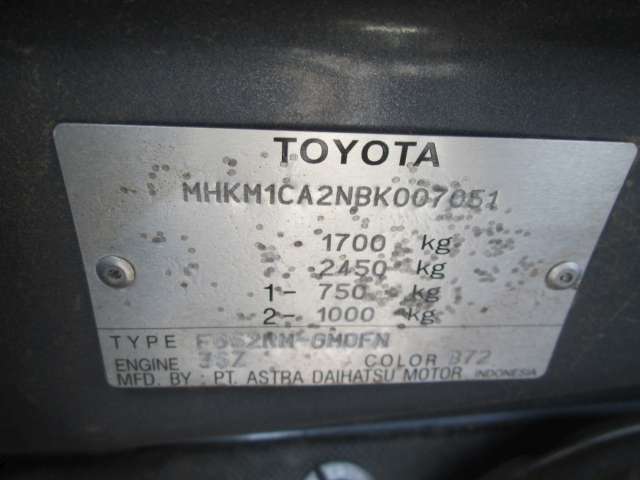 TOYOTA
MHKM1CA2NBK007051
1700 kg
2450 kg
1- 750 kg
2- 1000 kg
TYPE F652RM-GMDFN
ENGINE 3SZ COLOR B72
MFD. BY : PT. ASTRA DAIHATSU MOTOR INDONESIA